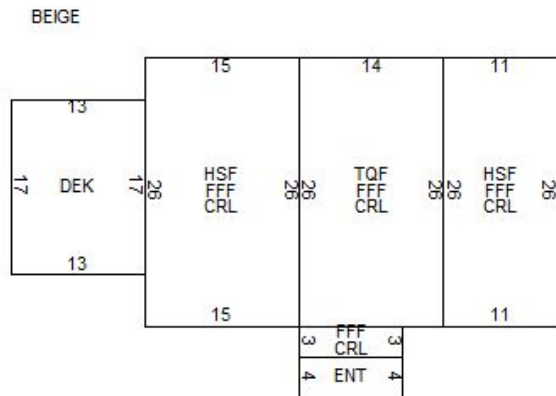 BEIGE
15 14 11
13
17 DEK 17
26 HSF 26
FFF
CRL
26 TQF 26
FFF
CRL
26 HSF 26
FFF
CRL
13
15 11
3 FFF 3
CRL
4 ENT 4